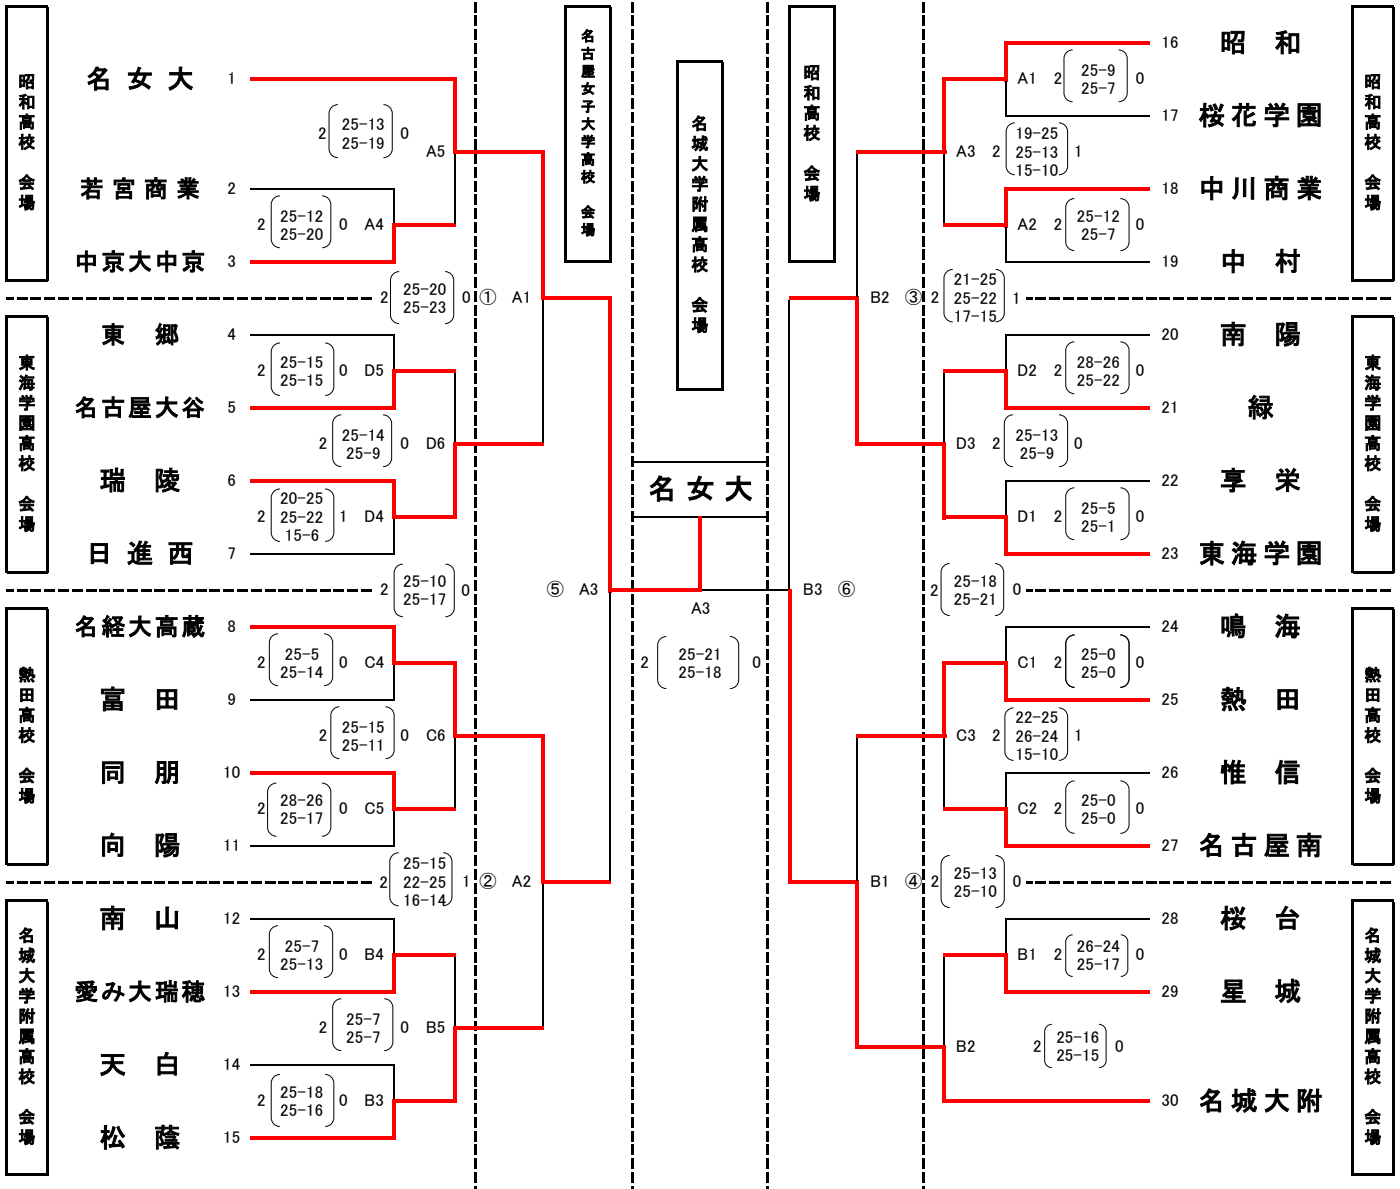 昭和高校 会場
東海学園高校 会場
熱田高校 会場
名城大学附属高校 会場
名女大 1
若宮商業 2
中京大中京 3
東郷 4
名古屋大谷 5
瑞陵 6
日進西 7
名経大高蔵 8
富田 9
同朋 10
向陽 11
南山 12
愛み大瑞穂 13
天白 14
松蔭 15
2 25-13 0
25-19
A5
2 25-12 0 A4
25-20
2 25-20 0 ① A1
25-23
2 25-15 0 D5
25-15
2 25-14 0 D6
25-9
2 20-25 1 D4
25-22
15-6
2 25-10 0
25-17
2 25-5 0 C4
25-14
2 25-15 0 C6
25-11
2 28-26 0 C5
25-17
2 25-15 1 ② A2
22-25
16-14
2 25-7 0 B4
25-13
2 25-7 0 B5
25-7
2 25-18 0 B3
25-16
名古屋女子大学高校 会場
名城大学附属高校 会場
昭和高校 会場
名女大
⑤ A3
A3
2 25-21 0
25-18
B3 ⑥
A1 2 25-9 0
25-7
A3 2 19-25 1
25-13
15-10
A2 2 25-12 0
25-7
B2 ③ 2 21-25 1
25-22
17-15
D2 2 28-26 0
25-22
D3 2 25-13 0
25-9
D1 2 25-5 0
25-1
2 25-18 0
25-21
C1 2 25-0 0
25-0
C3 2 22-25 1
26-24
15-10
C2 2 25-0 0
25-0
B1 ④ 2 25-13 0
25-10
B1 2 26-24 0
25-17
B2 2 25-16 0
25-15
16 昭和
17 桜花学園
18 中川商業
19 中村
20 南陽
21 緑
22 享栄
23 東海学園
24 鳴海
25 熱田
26 惟信
27 名古屋南
28 桜台
29 星城
30 名城大附
昭和高校 会場
東海学園高校 会場
熱田高校 会場
名城大学附属高校 会場